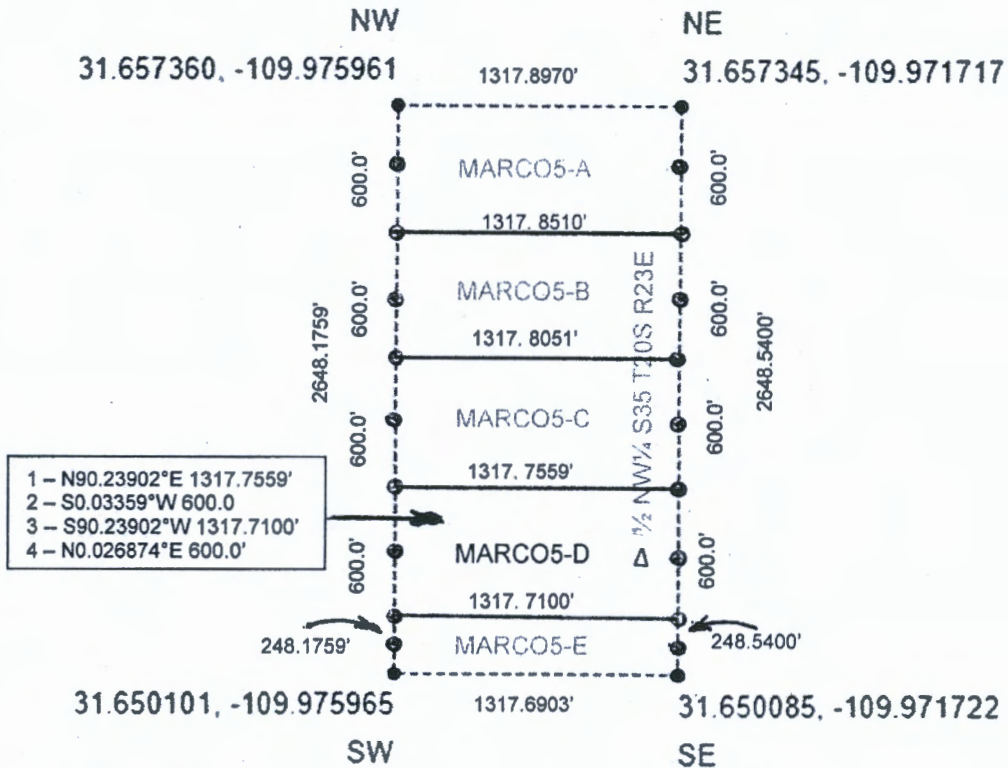 NW NE
31.657360, -109.975961 1317.8970' 31.657345, -109.971717
600.0' MARCO5-A 600.0'
1317. 8510'
600.0' MARCO5-B 600.0'
2648.1759' 1317. 8051' 2648.5400'
½ NW¼ S35 T20S R23E
600.0' MARCO5-C 600.0'
1317. 7559'
1 – N90.23902°E 1317.7559'
2 – S0.03359°W 600.0
3 – S90.23902°W 1317.7100'
4 – N0.026874°E 600.0'
600.0' MARCO5-D 600.0'
1317. 7100'
248.1759' MARCO5-E 248.5400'
31.650101, -109.975965 1317.6903' 31.650085, -109.971722
SW SE